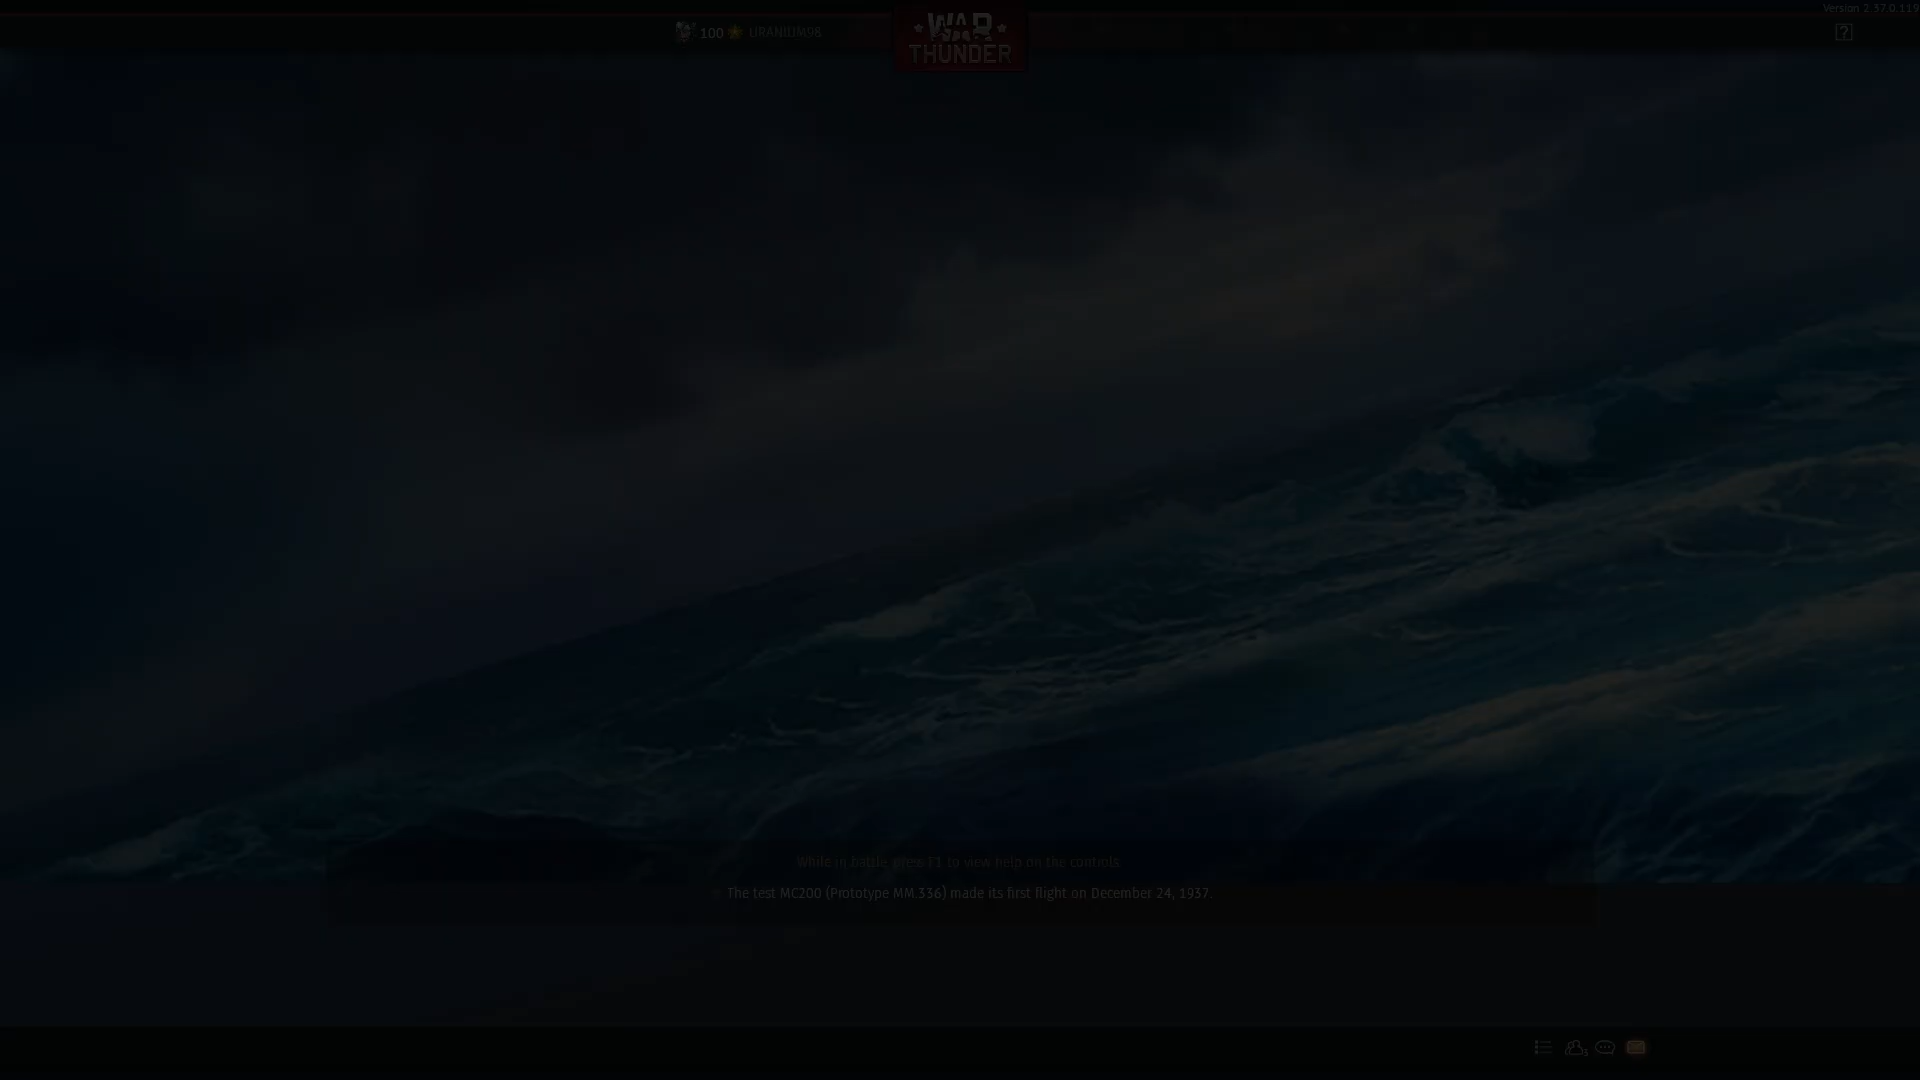 Version 2.37.0.119
100 URANIUM98
WAR
THUNDER
[?]
While in battle press F1 to view help on the controls
The test MC200 (Prototype MM.336) made its first flight on December 24, 1937.
5